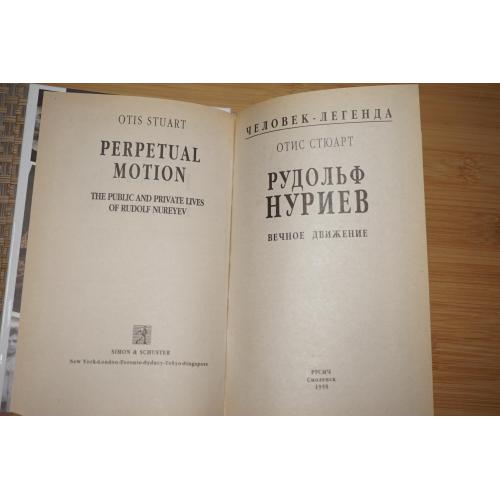 OTIS STUART
PERPETUAL
MOTION
THE PUBLIC AND PRIVATE LIVES
OF RUDOLF NUREYEV
SIMON & SCHUSTER
New York-London-Toronto-Sydney-Tokyo-Singapore
ЧЕЛОВЕК - ЛЕГЕНДА
ОТИС СТЮАРТ
РУДОЛЬФ
НУРИЕВ
ВЕЧНОЕ ДВИЖЕНИЕ
РУСИЧ
Смоленск
1998